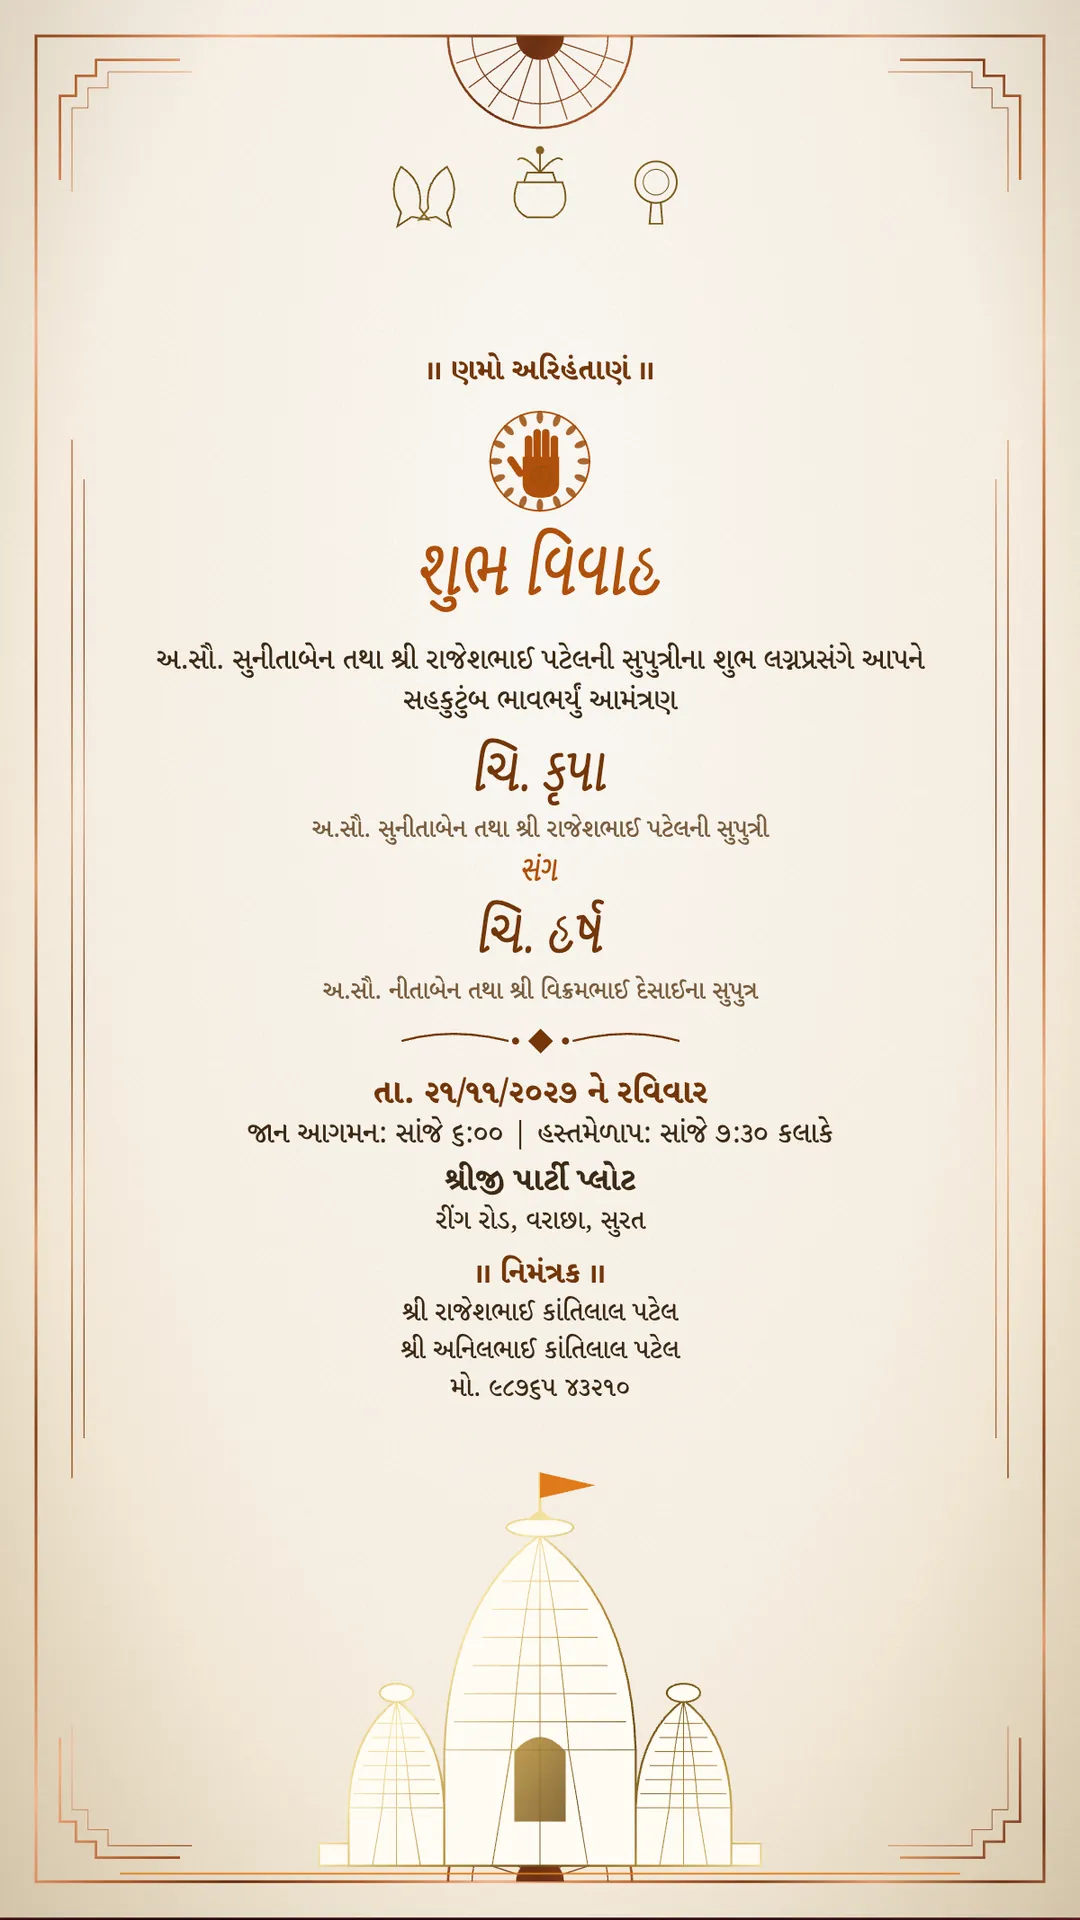 ॥ ણમો અરિહંતાણં ॥
શુભ વિવાહ
અ.સૌ. સુનીતાબેન તથા શ્રી રાજેશભાઈ પટેલની સુપુત્રીના શુભ લગ્નપ્રસંગે આપને
સહકુટુંબ ભાવભર્યું આમંત્રણ
ચિ. કૃપા
અ.સૌ. સુનીતાબેન તથા શ્રી રાજેશભાઈ પટેલની સુપુત્રી
સંગ
ચિ. હર્ષ
અ.સૌ. નીતાબેન તથા શ્રી વિક્રમભાઈ દેસાઈના સુપુત્ર
તા. ૨૧/૧૧/૨૦૨૭ ને રવિવાર
જાન આગમન: સાંજે ૬:૦૦ | હસ્તમેળાપ: સાંજે ૭:૩૦ કલાકે
શ્રીજી પાર્ટી પ્લોટ
રીંગ રોડ, વરાછા, સુરત
॥ નિમંત્રક ॥
શ્રી રાજેશભાઈ કાંતિલાલ પટેલ
શ્રી અનિલભાઈ કાંતિલાલ પટેલ
મો. ૯૮૭૬૫ ૪૩૨૧૦